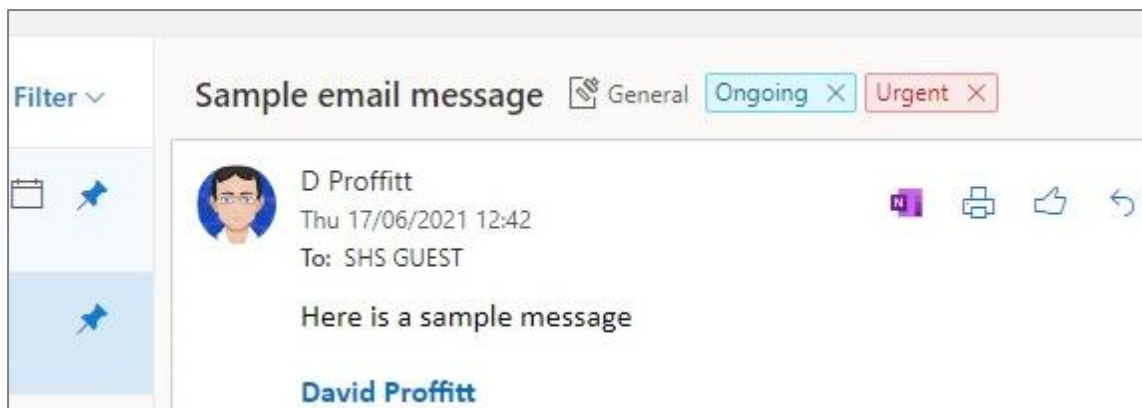 Filter
Sample email message General Ongoing Urgent
D Proffitt
Thu 17/06/2021 12:42
To: SHS GUEST
N
Here is a sample message
David Proffitt